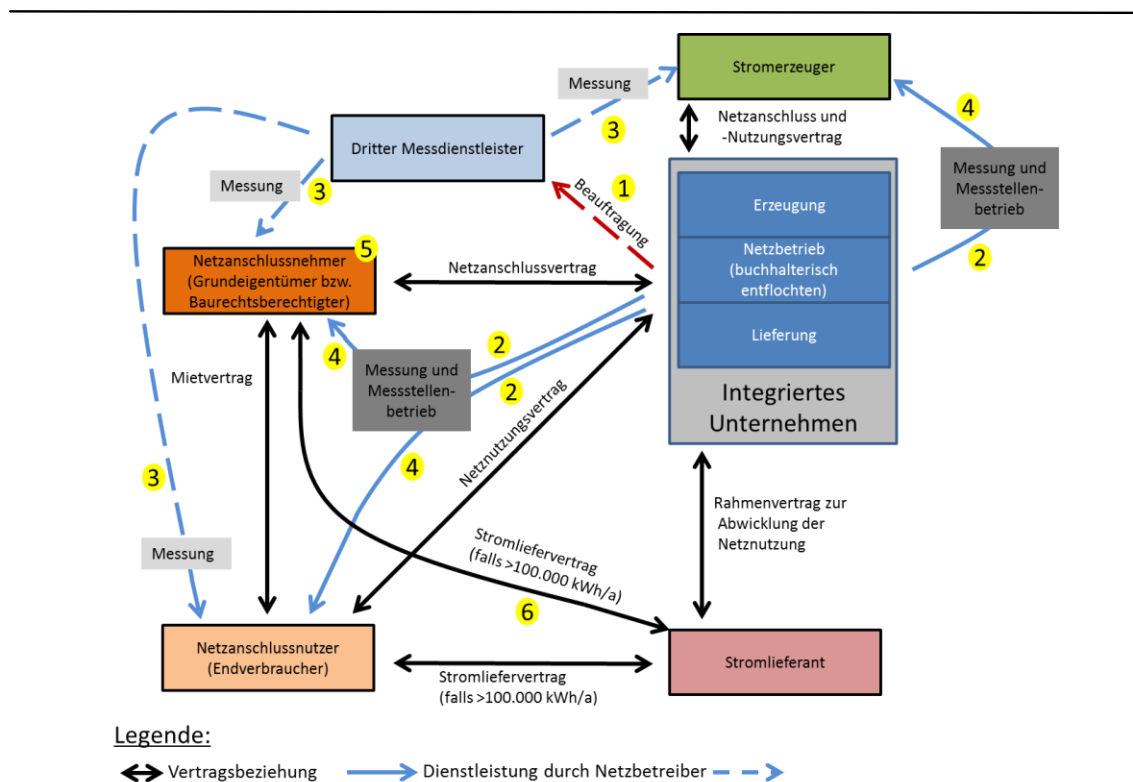 Stromerzeuger
Messung
4
3
Netzanschluss und
-Nutzungsvertrag
Dritter Messdienstleister
Messung
3
1
Beauftragung
Messung und
Messstellen-
betrieb
Erzeugung
Netzbetrieb
(buchhalterisch
entflochten)
Lieferung
2
5
Netzanschlussnehmer
(Grundeigentümer bzw.
Baurechtsberechtigter)
Netzanschlussvertrag
Integriertes
Unternehmen
4
2
2
Messung und
Messstellen-
betrieb
Mietvertrag
Netznutzungsvertrag
4
3
Messung
Stromliefervertrag
(falls >100.000 kWh/a)
6
Rahmenvertrag zur
Abwicklung der
Netznutzung
Netzanschlussnutzer
(Endverbraucher)
Stromliefervertrag
(falls >100.000 kWh/a)
Stromlieferant
Legende:
Vertragsbeziehung
Dienstleistung durch Netzbetreiber